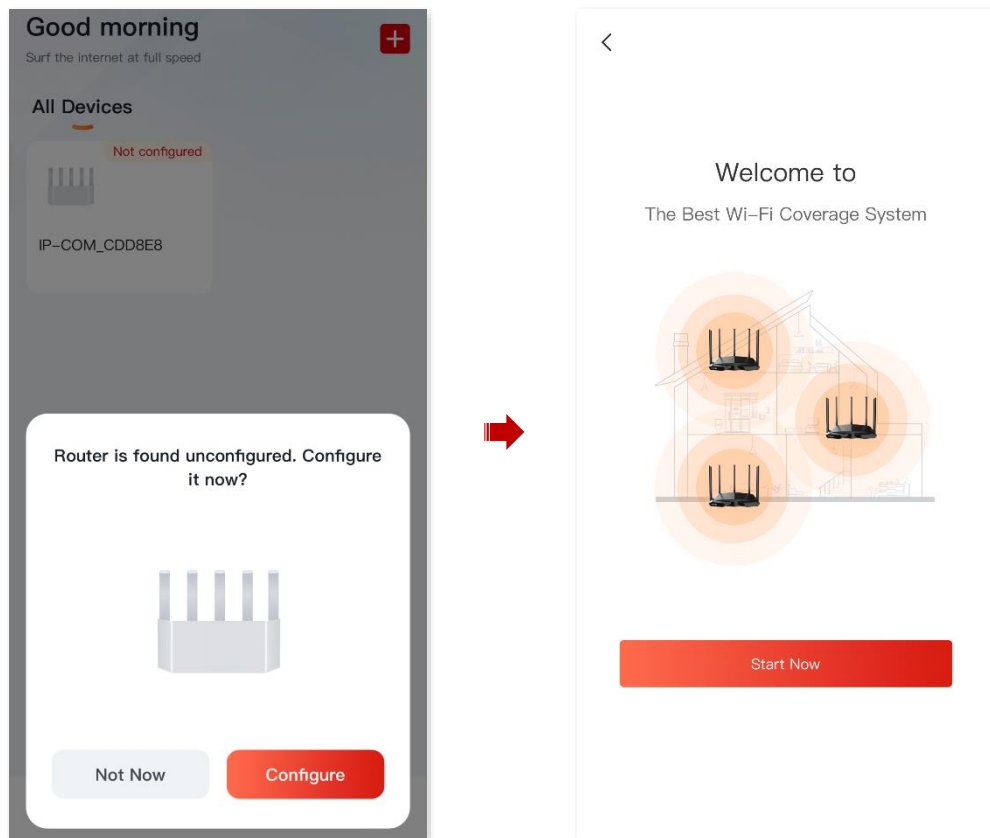 Good morning
Surf the internet at full speed
All Devices
Not configured
IP-COM_CDD8E8
Router is found unconfigured. Configure
it now?
Not Now
Configure
Welcome to
The Best Wi-Fi Coverage System
Start Now